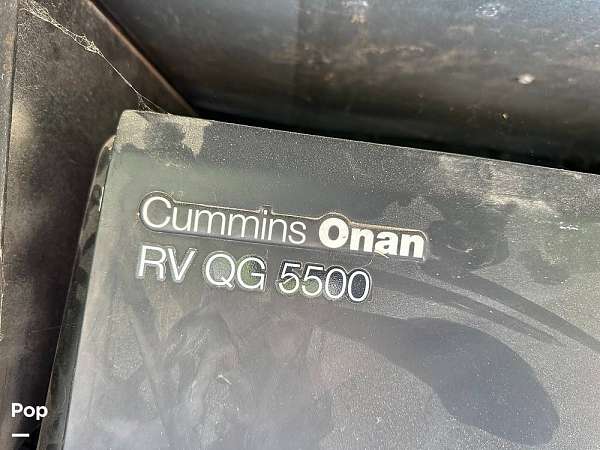 Cummins Onan
RV QG 5500
Pop